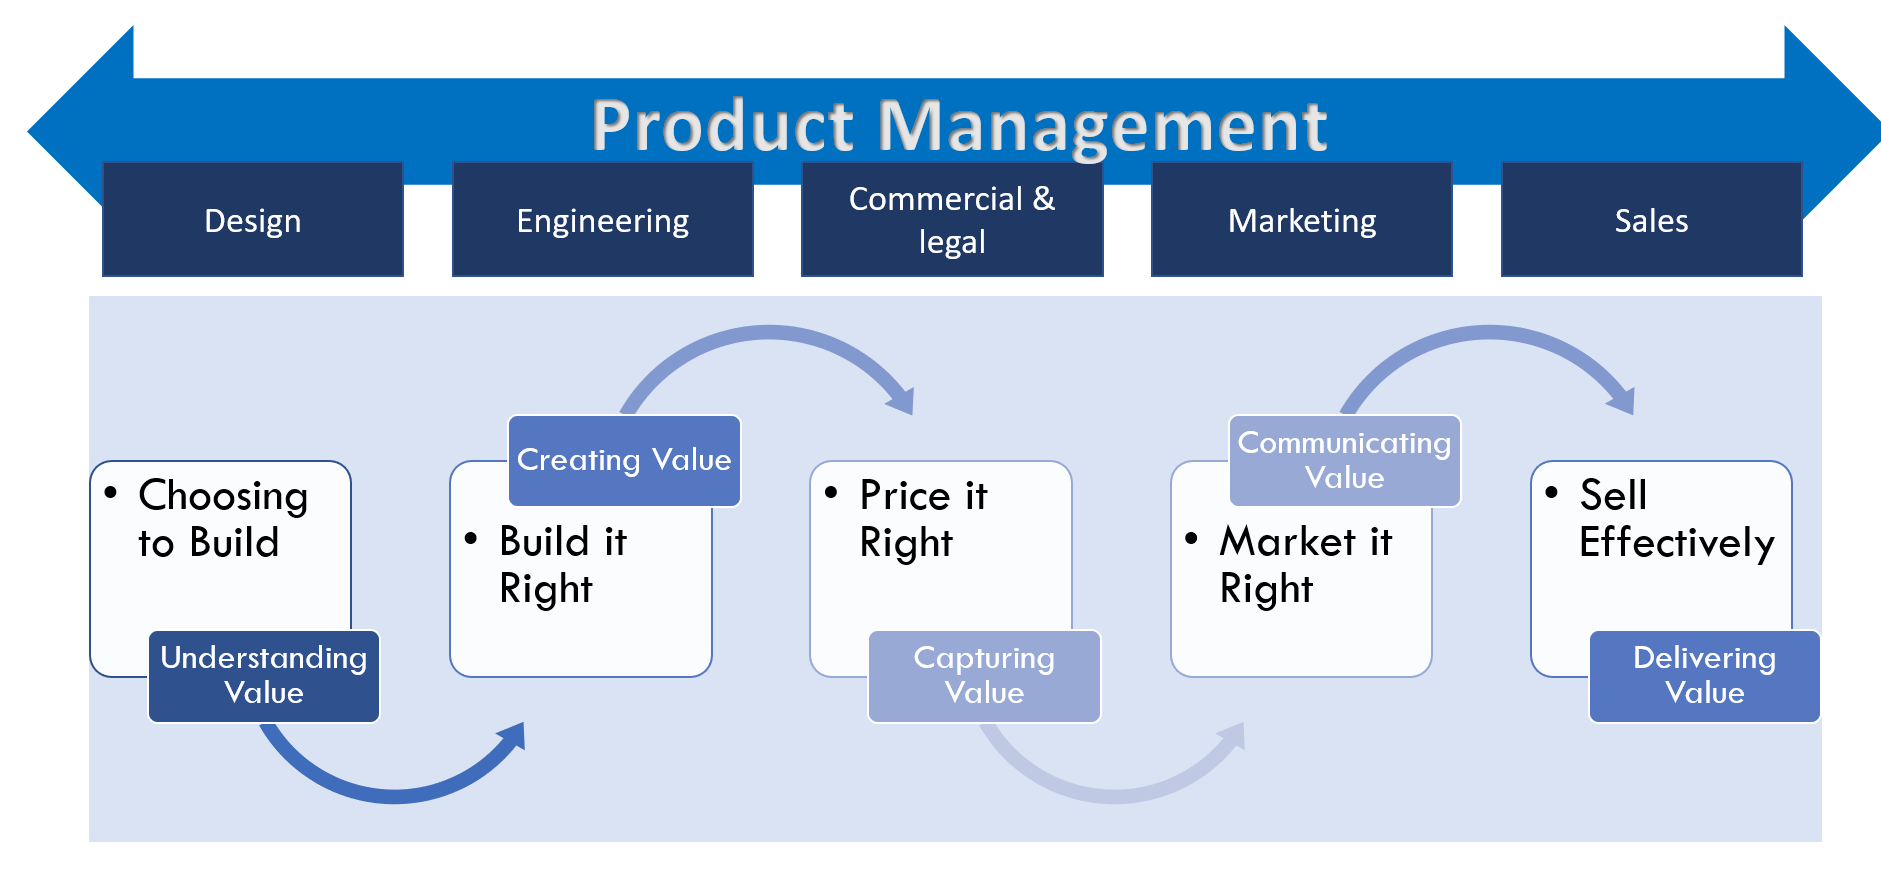 Product Management
Design
Engineering
Commercial &
legal
Marketing
Sales
• Choosing
to Build
Understanding
Value
Creating Value
• Build it
Right
• Price it
Right
Capturing
Value
Communicating
Value
• Market it
Right
• Sell
Effectively
Delivering
Value